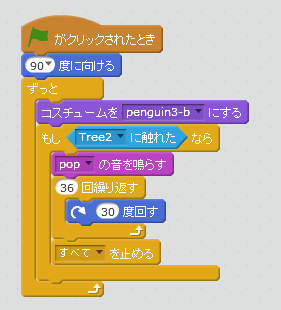 がクリックされたとき
90 度に向ける
ずっと
コスチュームを penguin3-b にする
もし Tree2 に触れた なら
pop の音を鳴らす
36 回繰り返す
30 度回す
すべて を止める